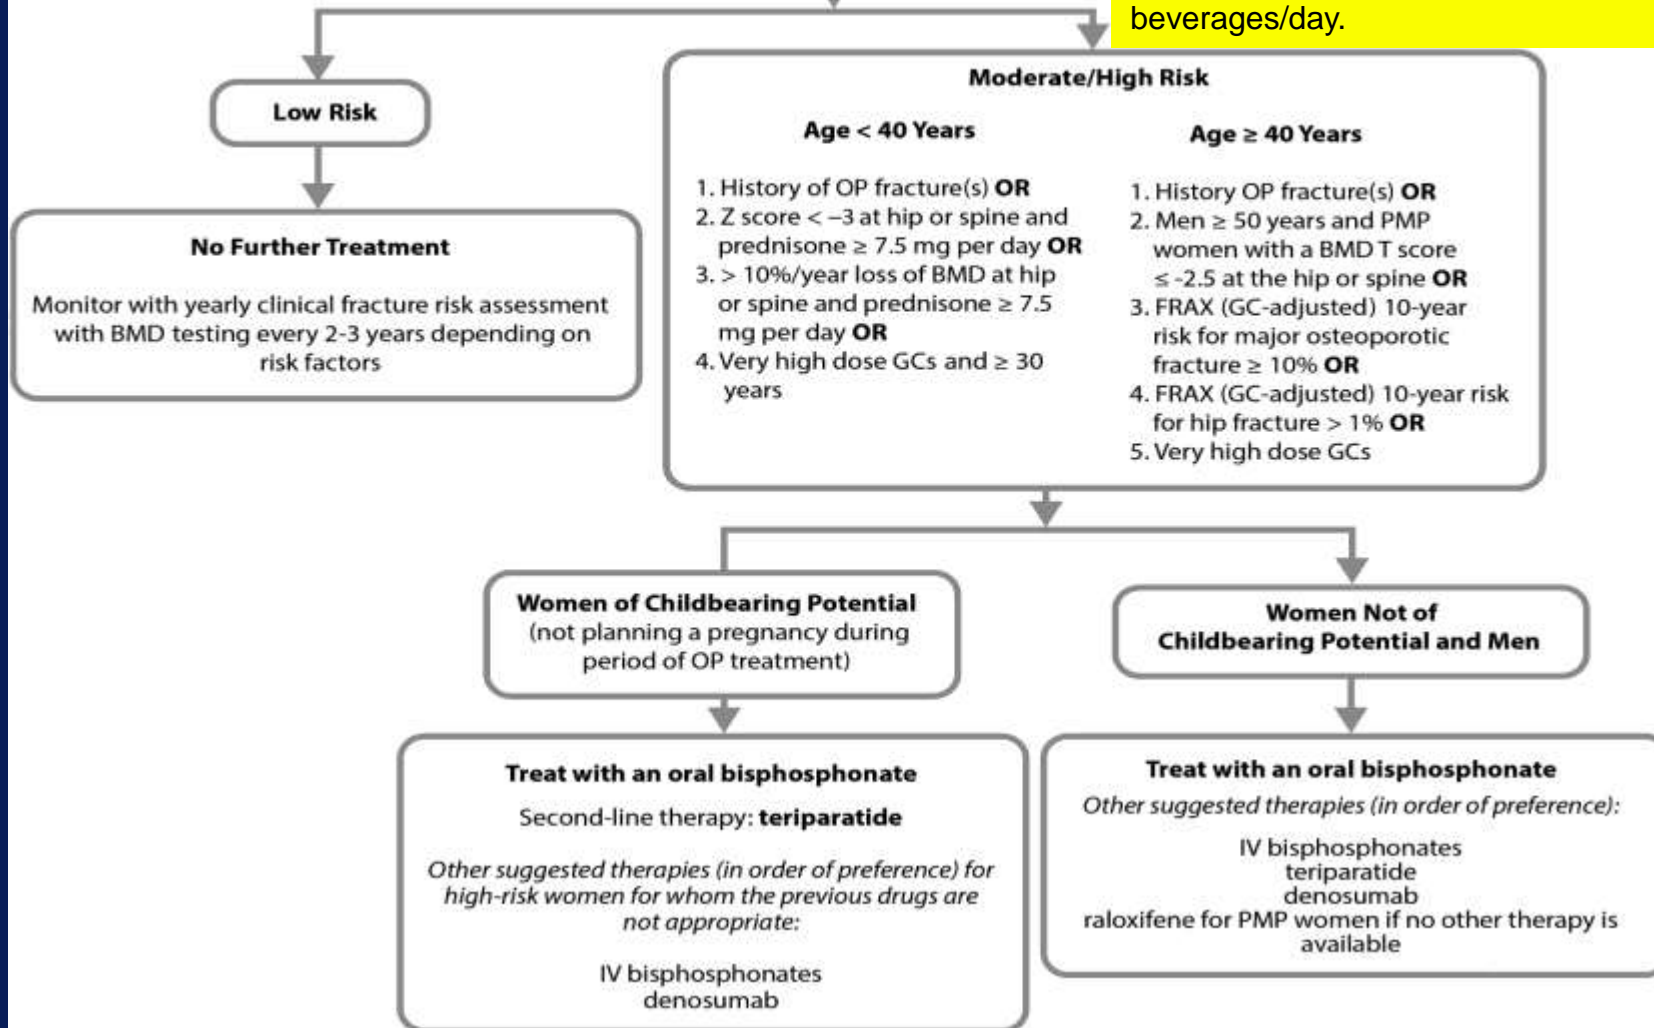 beverages/day.
Low Risk
No Further Treatment
Monitor with yearly clinical fracture risk assessment
with BMD testing every 2-3 years depending on
risk factors
Moderate/High Risk
Age < 40 Years
1. History of OP fracture(s) OR
2. Z score < –3 at hip or spine and
prednisone ≥ 7.5 mg per day OR
3. > 10%/year loss of BMD at hip
or spine and prednisone ≥ 7.5
mg per day OR
4. Very high dose GCs and ≥ 30
years
Age ≥ 40 Years
1. History OP fracture(s) OR
2. Men ≥ 50 years and PMP
women with a BMD T score
≤ -2.5 at the hip or spine OR
3. FRAX (GC-adjusted) 10-year
risk for major osteoporotic
fracture ≥ 10% OR
4. FRAX (GC-adjusted) 10-year risk
for hip fracture > 1% OR
5. Very high dose GCs
Women of Childbearing Potential
(not planning a pregnancy during
period of OP treatment)
Treat with an oral bisphosphonate
Second-line therapy: teriparatide
Other suggested therapies (in order of preference) for
high-risk women for whom the previous drugs are
not appropriate:
IV bisphosphonates
denosumab
Women Not of
Childbearing Potential and Men
Treat with an oral bisphosphonate
Other suggested therapies (in order of preference):
IV bisphosphonates
teriparatide
denosumab
raloxifene for PMP women if no other therapy is
available